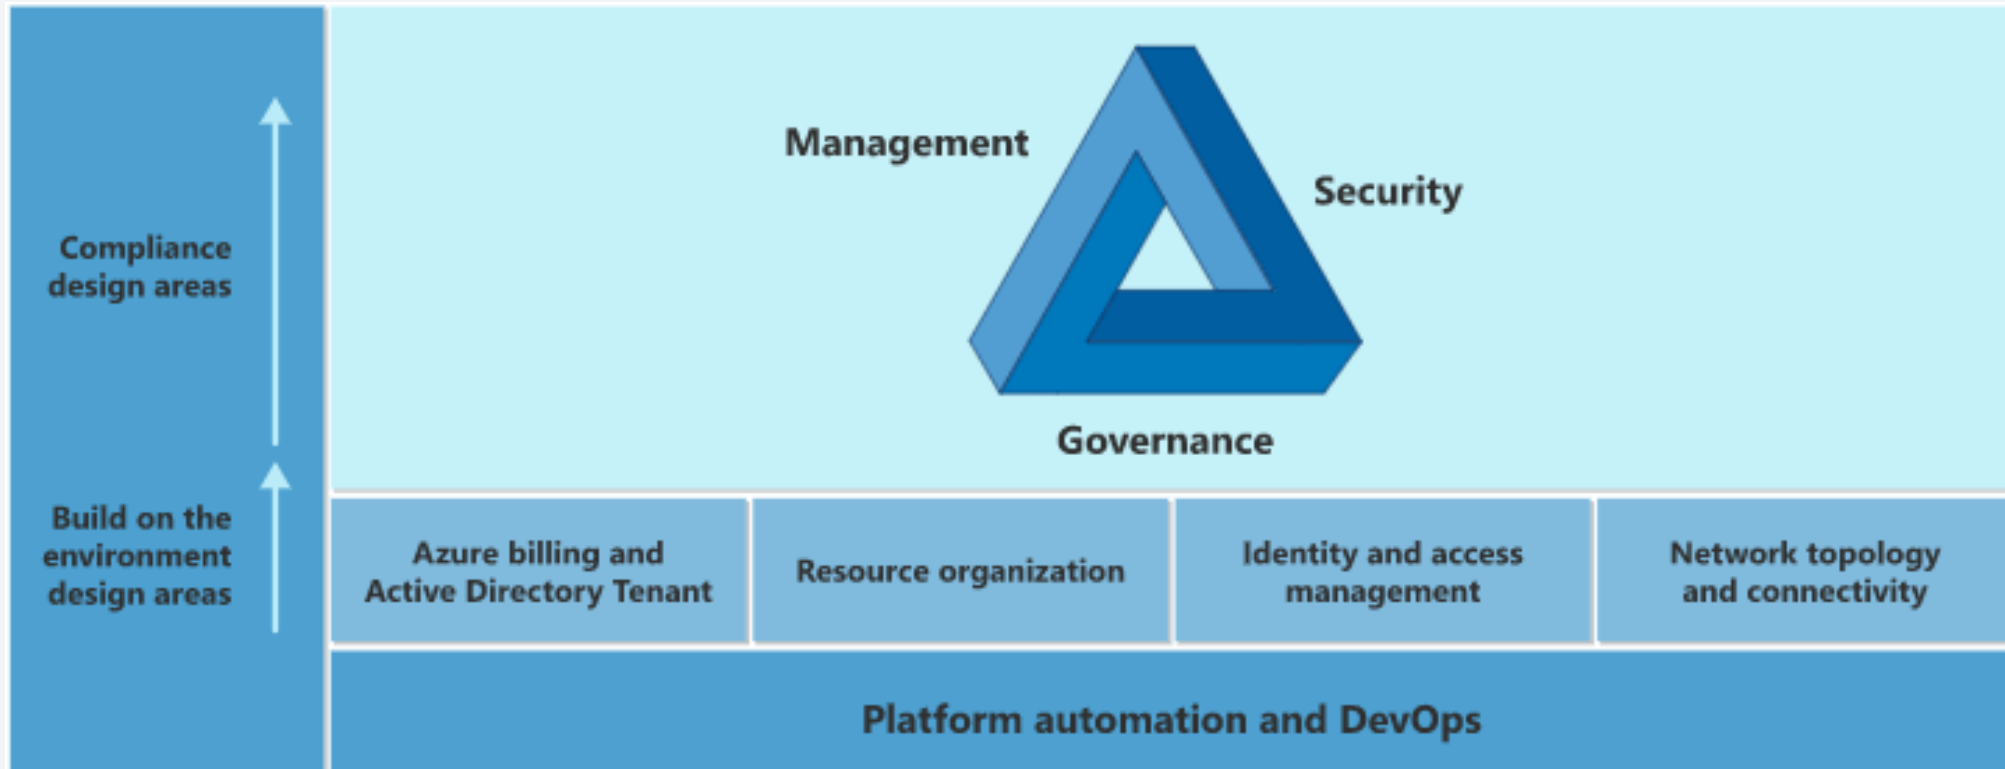 Management
Security
Compliance
design areas
Governance
Build on the
environment
design areas
Azure billing and
Active Directory Tenant
Resource organization
Identity and access
management
Network topology
and connectivity
Platform automation and DevOps